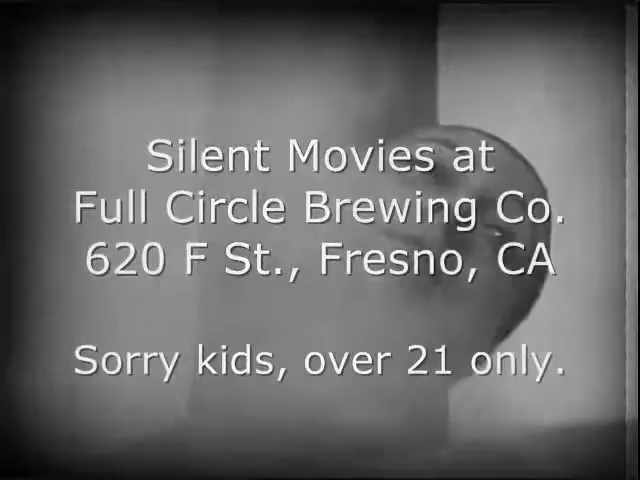 Silent Movies at
Full Circle Brewing Co.
620 F St., Fresno, CA
Sorry kids, over 21 only.